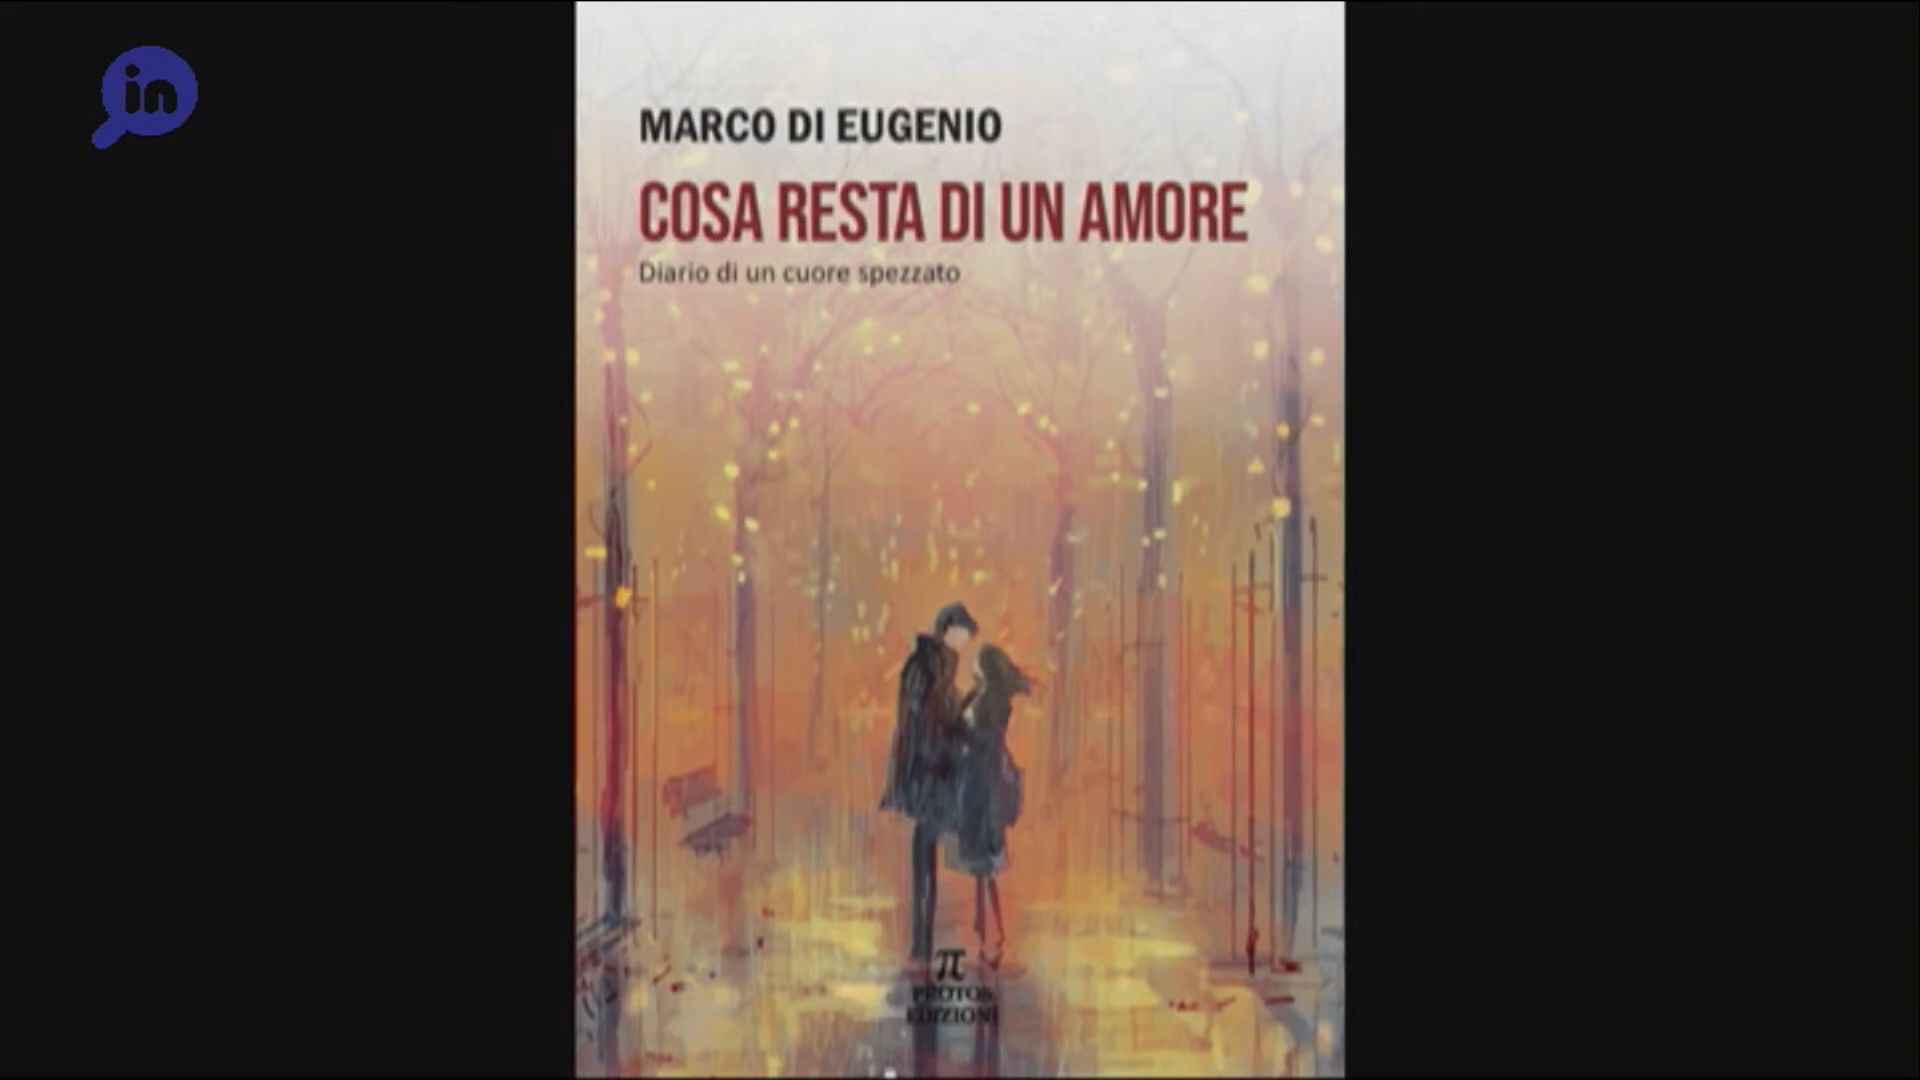 in
MARCO DI EUGENIO
COSA RESTA DI UN AMORE
Diario di un cuore spezzato
π
PROTOS
EDIZIONI